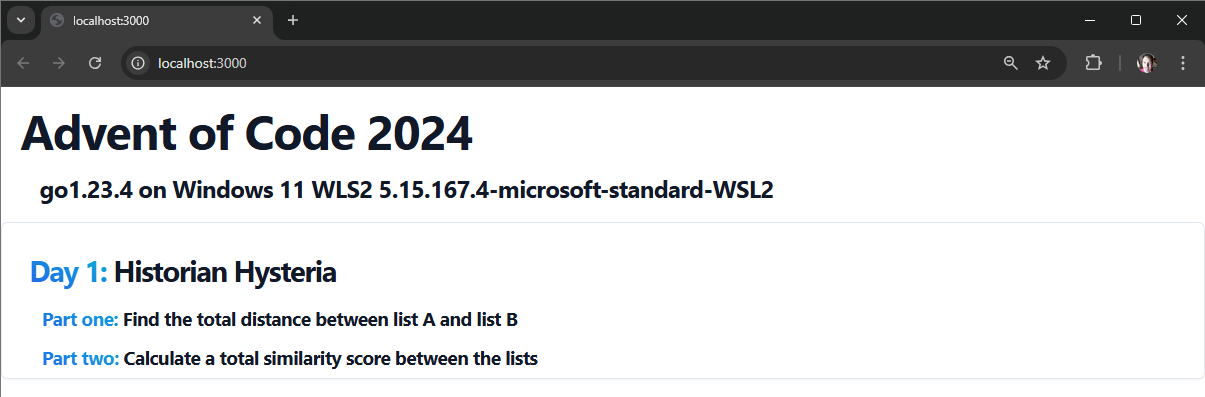 localhost:3000
localhost:3000
Advent of Code 2024
go1.23.4 on Windows 11 WLS2 5.15.167.4-microsoft-standard-WSL2
Day 1: Historian Hysteria
Part one: Find the total distance between list A and list B
Part two: Calculate a total similarity score between the lists